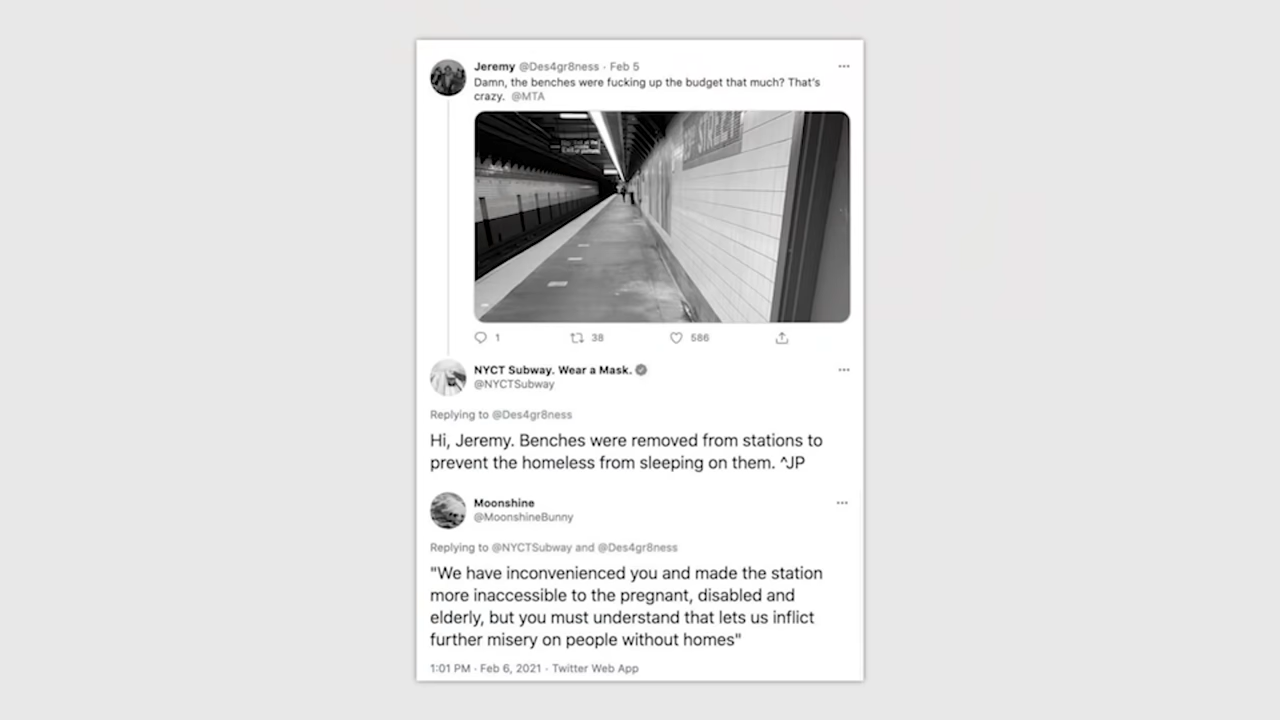 Jeremy @Des4gr8ness · Feb 5
Damn, the benches were fucking up the budget that much? That's
crazy. @MTA
STREET
1 38 586
NYCT Subway. Wear a Mask.
@NYCTSubway
Replying to @Des4gr8ness
Hi, Jeremy. Benches were removed from stations to
prevent the homeless from sleeping on them. ^JP
Moonshine
@MoonshineBunny
Replying to @NYCTSubway and @Des4gr8ness
"We have inconvenienced you and made the station
more inaccessible to the pregnant, disabled and
elderly, but you must understand that lets us inflict
further misery on people without homes"
1:01 PM · Feb 6, 2021 · Twitter Web App